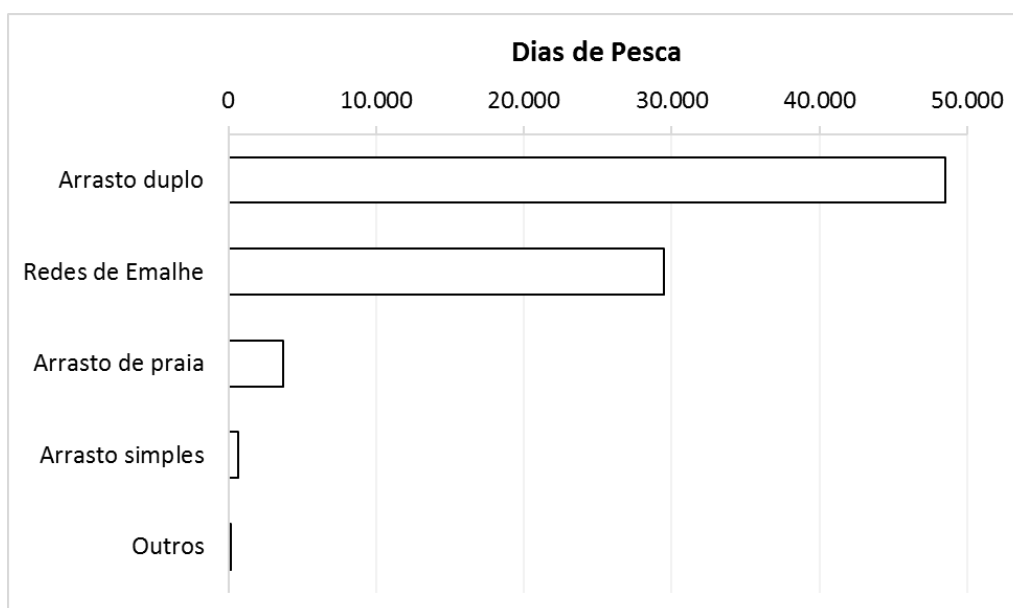 Dias de Pesca
0 10.000 20.000 30.000 40.000 50.000
Arrasto duplo
Redes de Emalhe
Arrasto de praia
Arrasto simples
Outros